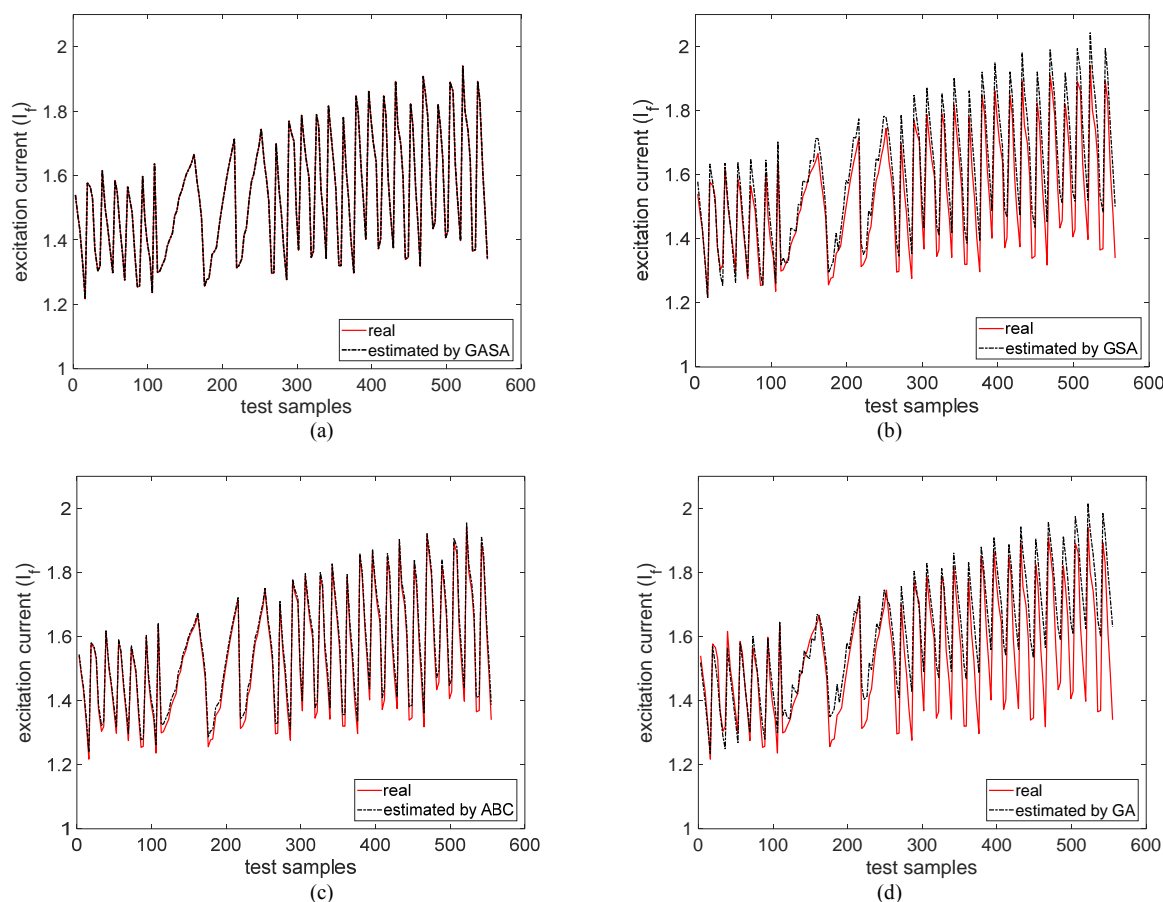 2
1.8
1.6
1.4
1.2
1
0 100 200 300 400 500 600
excitation current (I_f)
test samples
real
estimated by GASA
(a)
2
1.8
1.6
1.4
1.2
1
0 100 200 300 400 500 600
excitation current (I_f)
test samples
real
estimated by GSA
(b)
2
1.8
1.6
1.4
1.2
1
0 100 200 300 400 500 600
excitation current (I_f)
test samples
real
estimated by ABC
(c)
2
1.8
1.6
1.4
1.2
1
0 100 200 300 400 500 600
excitation current (I_f)
test samples
real
estimated by GA
(d)